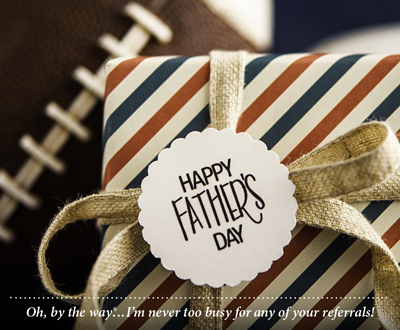 HAPPY
FATHER'S
DAY
Oh, by the way...I'm never too busy for any of your referrals!